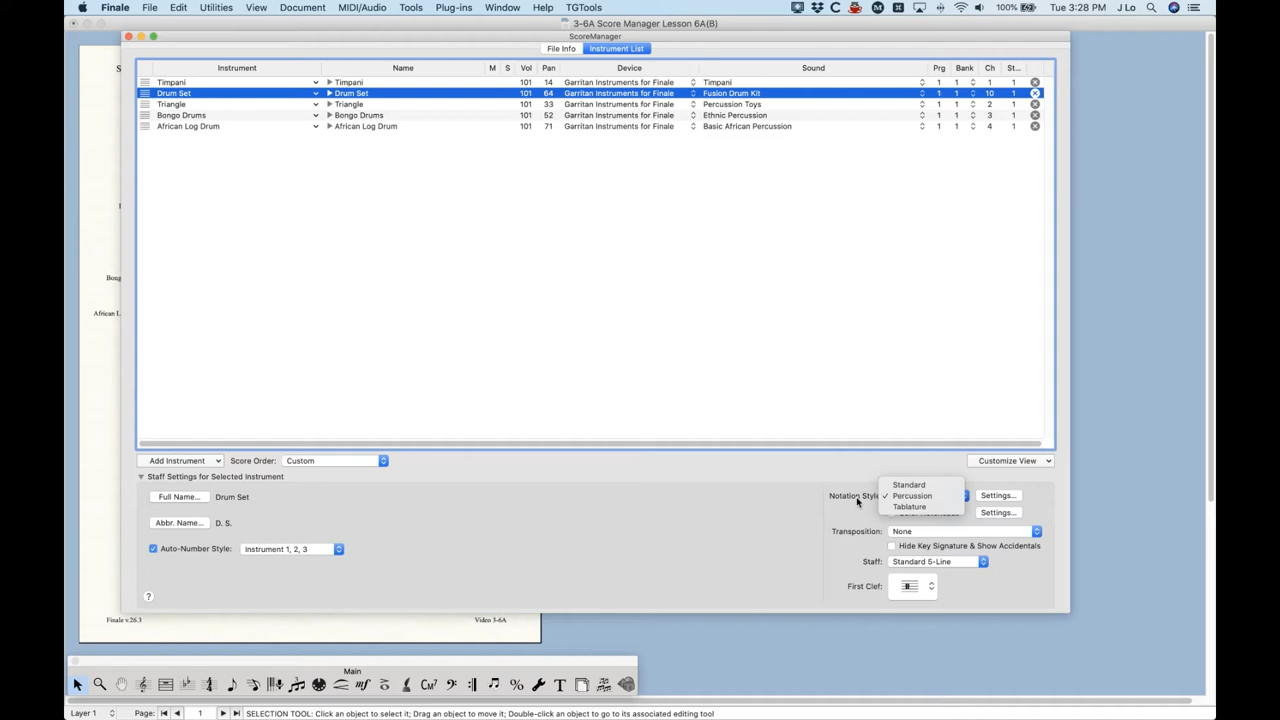 Finale File Edit Utilities View Document Tools Plug-ins Window Help TGTools MIDI/Audio 100% Tue 3:28 PM J Lo
3-6A Score Manager Lesson 6A(B)
ScoreManager
File Info Instrument List
Instrument Name M S Vol Pan Device Sound Prg Bank Ch St...
Timpani Timpani 101 14 Garritan Instruments for Finale Timpani 1 1 1 1
Drum Set Drum Set 101 64 Garritan Instruments for Finale Fusion Drum Kit 1 1 10 1
Triangle Triangle 101 33 Garritan Instruments for Finale Percussion Toys 1 1 2 1
Bongo Drums Bongo Drums 101 52 Garritan Instruments for Finale Ethnic Percussion 1 1 3 1
African Log Drum African Log Drum 101 71 Garritan Instruments for Finale Basic African Percussion 1 1 4 1
S
Bong
African L
Add Instrument Score Order: Custom Customize View
Staff Settings for Selected Instrument
Full Name... Drum Set
Abbr. Name... D. S.
Auto-Number Style: Instrument 1, 2, 3
Standard
Notation Style Percussion Settings...
Tablature
Settings...
Transposition: None
Hide Key Signature & Show Accidentals
Staff: Standard 5-Line
First Clef:
?
Finale v.26.3 Video 3-6A
Main
Layer 1 Page: 1 SELECTION TOOL: Click an object to select it; Drag an object to move it; Double-click an object to go to its associated editing tool